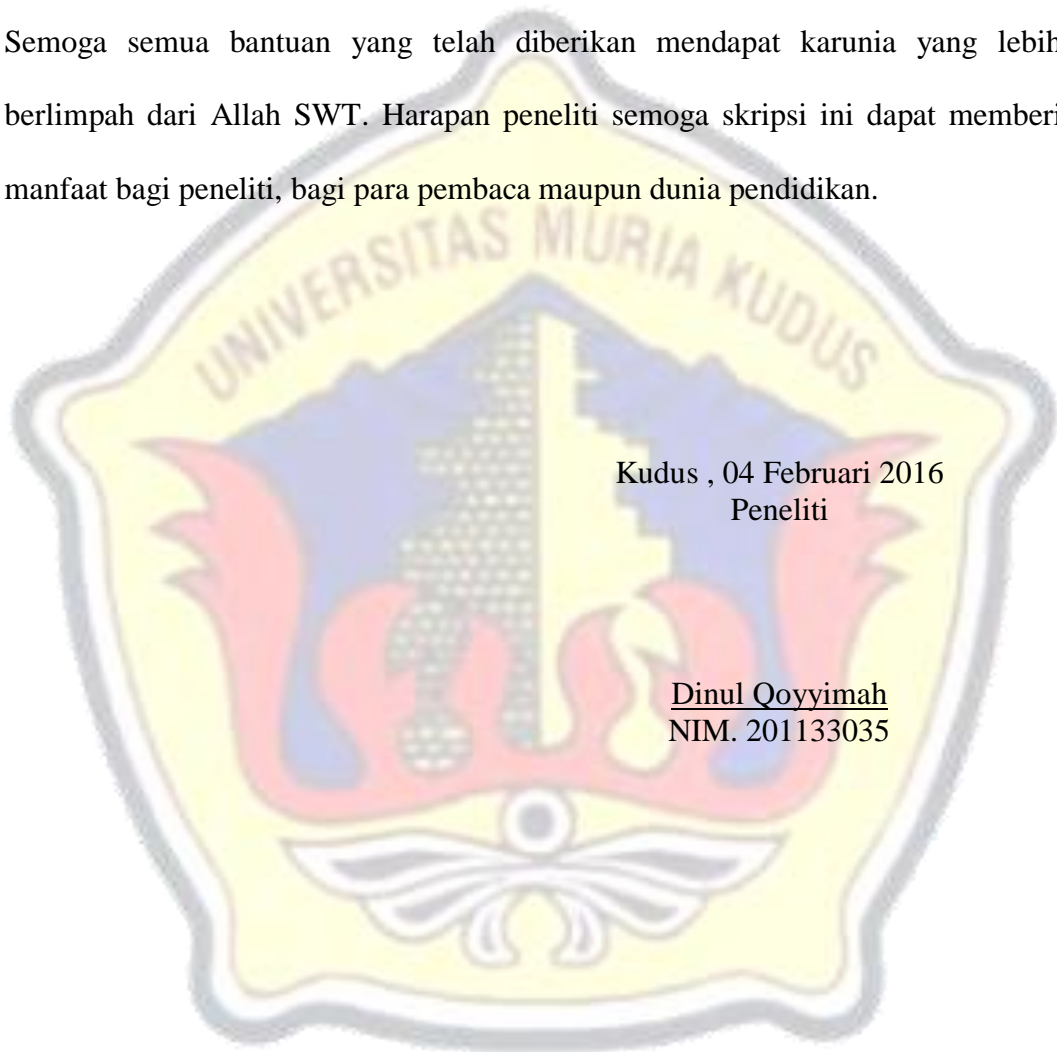 Semoga semua bantuan yang telah diberikan mendapat karunia yang lebih
berlimpah dari Allah SWT. Harapan peneliti semoga skripsi ini dapat memberi
manfaat bagi peneliti, bagi para pembaca maupun dunia pendidikan.
UNIVERSITAS MURIA KUDUS
Kudus , 04 Februari 2016
Peneliti
Dinul Qoyyimah
NIM. 201133035